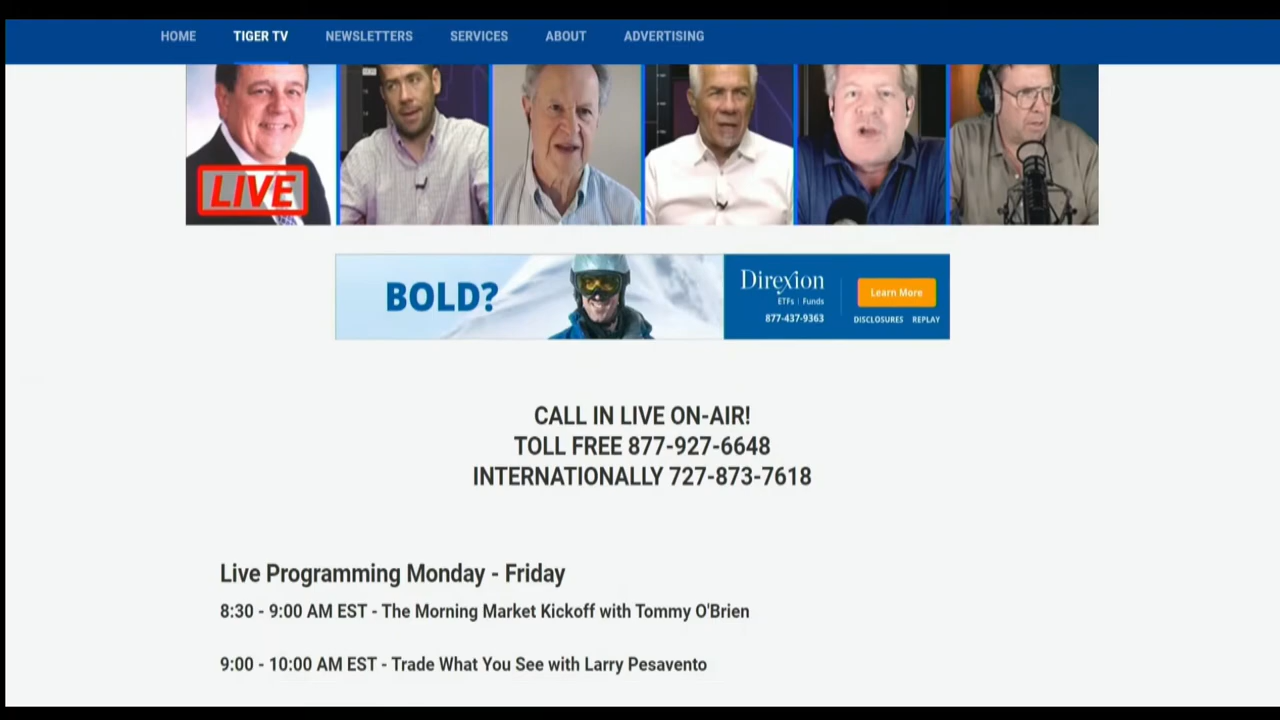 HOME TIGER TV NEWSLETTERS SERVICES ABOUT ADVERTISING
LIVE
BOLD?
Direxion
ETFs | Funds
877-437-9363
Learn More
DISCLOSURES REPLAY
CALL IN LIVE ON-AIR!
TOLL FREE 877-927-6648
INTERNATIONALLY 727-873-7618
Live Programming Monday - Friday
8:30 - 9:00 AM EST - The Morning Market Kickoff with Tommy O'Brien
9:00 - 10:00 AM EST - Trade What You See with Larry Pesavento